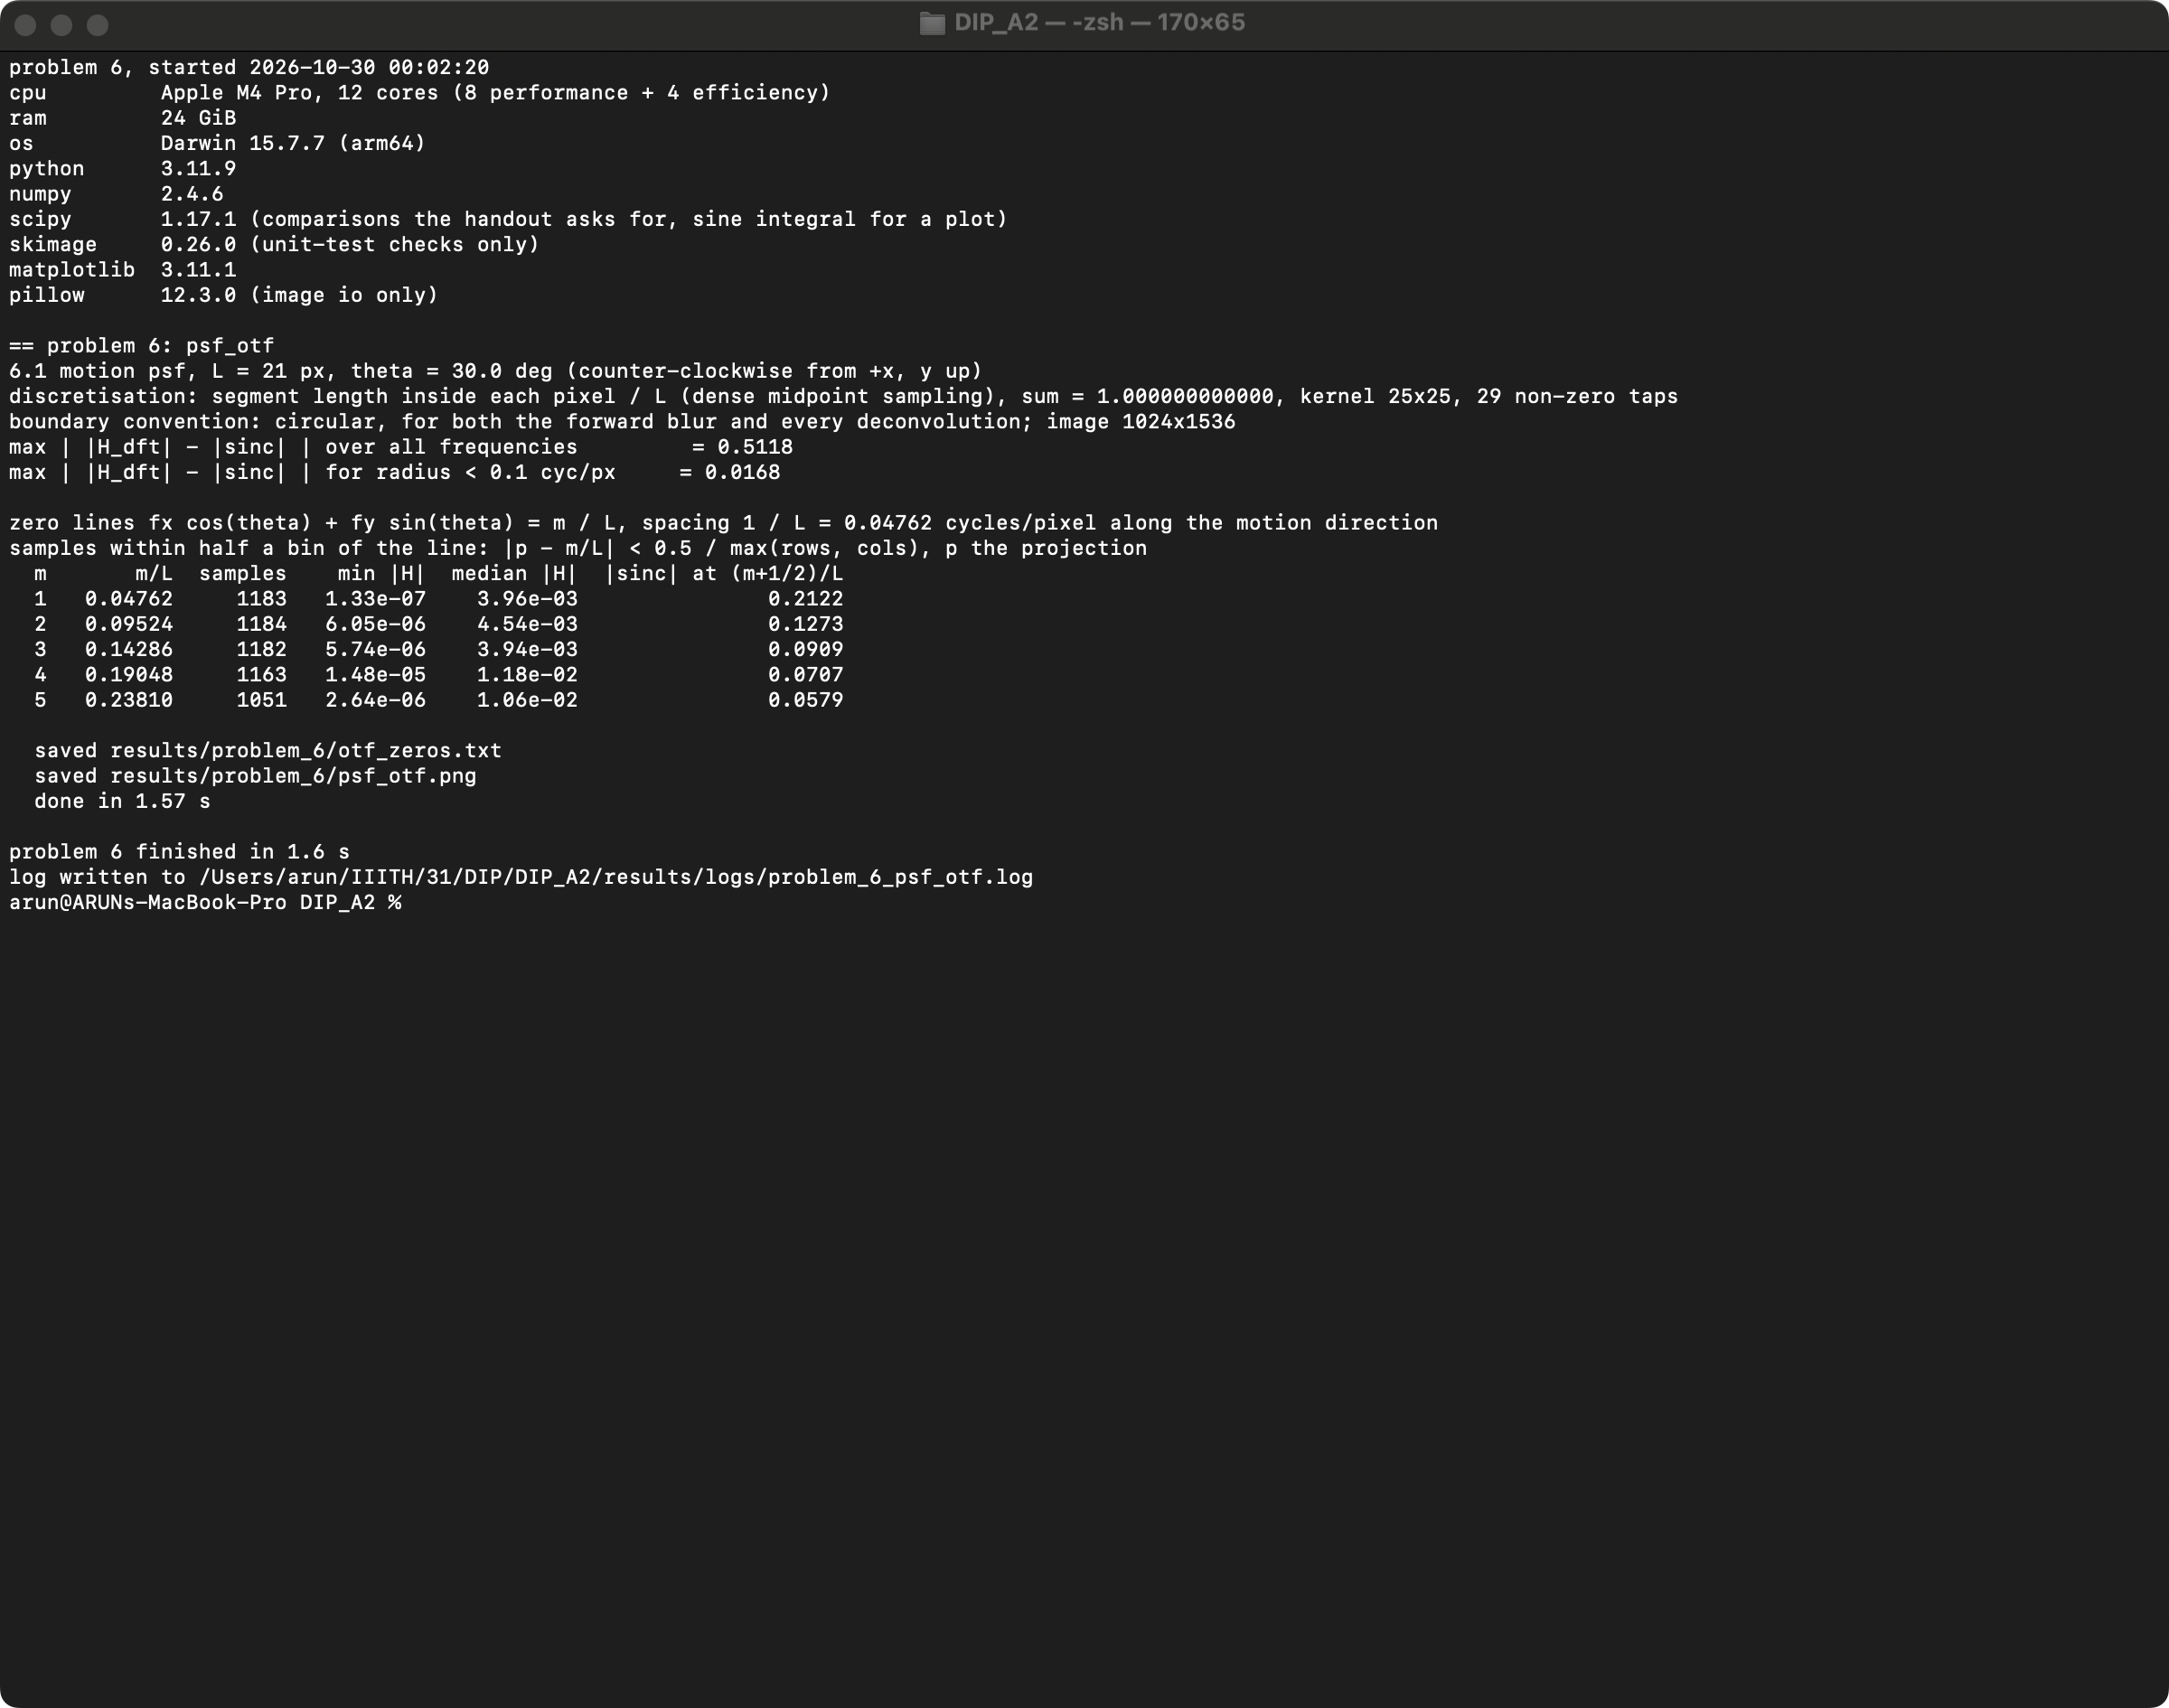 DIP_A2 — -zsh — 170×65
problem 6, started 2026-10-30 00:02:20
cpu         Apple M4 Pro, 12 cores (8 performance + 4 efficiency)
ram         24 GiB
os          Darwin 15.7.7 (arm64)
python      3.11.9
numpy       2.4.6
scipy       1.17.1 (comparisons the handout asks for, sine integral for a plot)
skimage     0.26.0 (unit-test checks only)
matplotlib  3.11.1
pillow      12.3.0 (image io only)

== problem 6: psf_otf
6.1 motion psf, L = 21 px, theta = 30.0 deg (counter-clockwise from +x, y up)
discretisation: segment length inside each pixel / L (dense midpoint sampling), sum = 1.000000000000, kernel 25x25, 29 non-zero taps
boundary convention: circular, for both the forward blur and every deconvolution; image 1024x1536
max | |H_dft| - |sinc| | over all frequencies         = 0.5118
max | |H_dft| - |sinc| | for radius < 0.1 cyc/px     = 0.0168

zero lines fx cos(theta) + fy sin(theta) = m / L, spacing 1 / L = 0.04762 cycles/pixel along the motion direction
samples within half a bin of the line: |p - m/L| < 0.5 / max(rows, cols), p the projection
  m       m/L  samples    min |H|  median |H|  |sinc| at (m+1/2)/L
  1   0.04762     1183   1.33e-07    3.96e-03               0.2122
  2   0.09524     1184   6.05e-06    4.54e-03               0.1273
  3   0.14286     1182   5.74e-06    3.94e-03               0.0909
  4   0.19048     1163   1.48e-05    1.18e-02               0.0707
  5   0.23810     1051   2.64e-06    1.06e-02               0.0579

  saved results/problem_6/otf_zeros.txt
  saved results/problem_6/psf_otf.png
  done in 1.57 s

problem 6 finished in 1.6 s
log written to /Users/arun/IIITH/31/DIP/DIP_A2/results/logs/problem_6_psf_otf.log
arun@ARUNs-MacBook-Pro DIP_A2 %